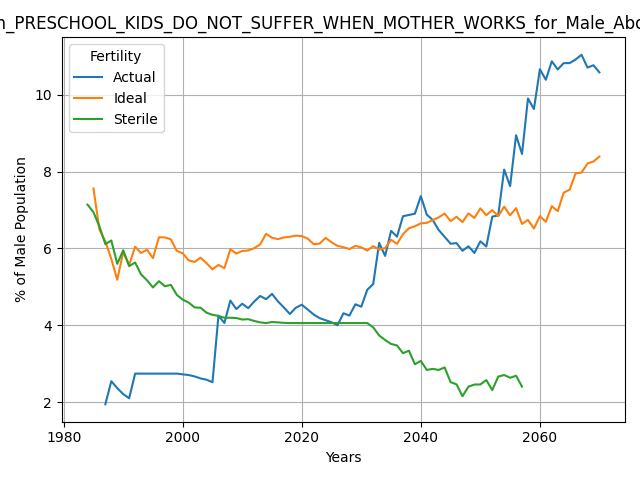 n_PRESCHOOL_KIDS_DO_NOT_SUFFER_WHEN_MOTHER_WORKS_for_Male_Abo
Fertility
Actual
Ideal
Sterile
% of Male Population
10
8
6
4
2
1980 2000 2020 2040 2060
Years